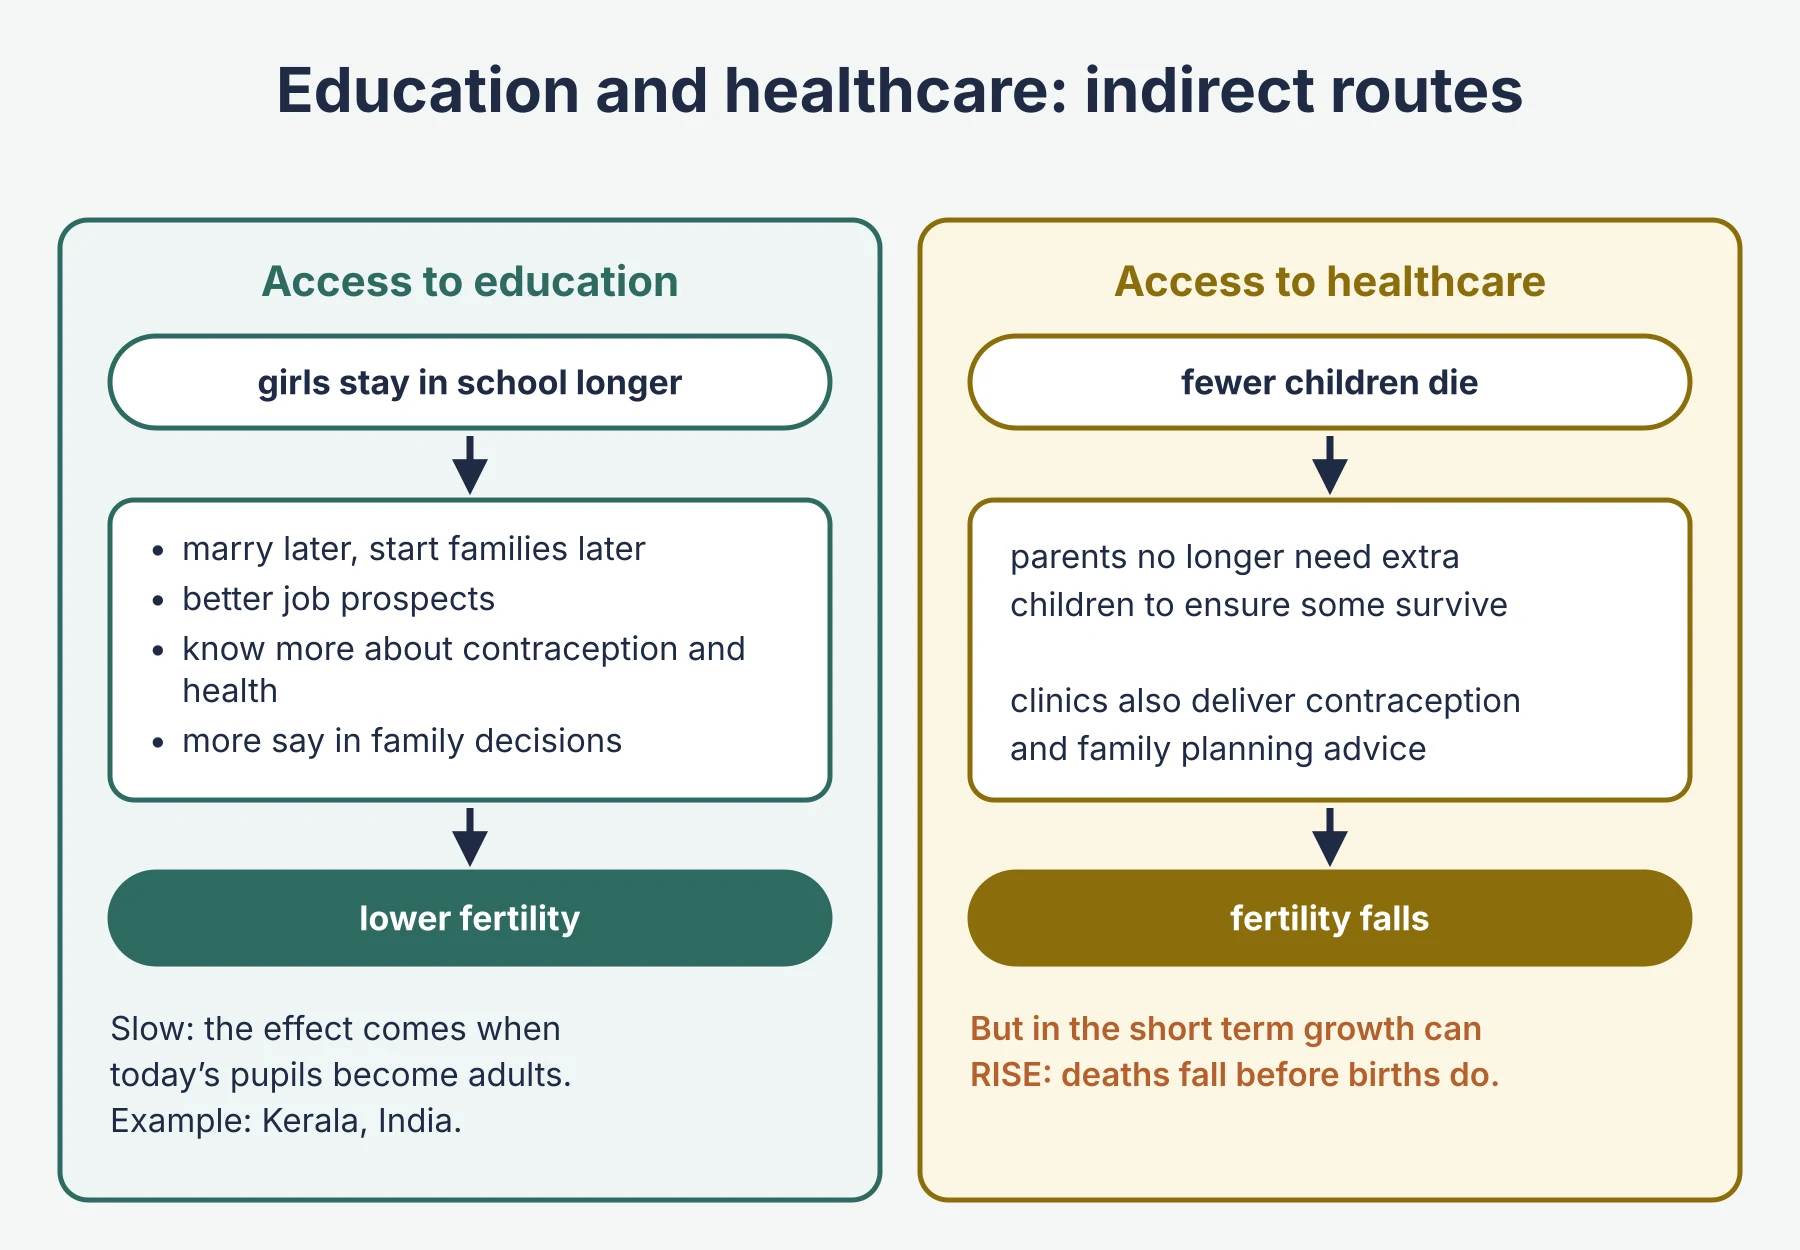 Education and healthcare: indirect routes
Access to education
girls stay in school longer
• marry later, start families later
• better job prospects
• know more about contraception and
health
• more say in family decisions
lower fertility
Slow: the effect comes when
today’s pupils become adults.
Example: Kerala, India.
Access to healthcare
fewer children die
parents no longer need extra
children to ensure some survive
clinics also deliver contraception
and family planning advice
fertility falls
But in the short term growth can
RISE: deaths fall before births do.